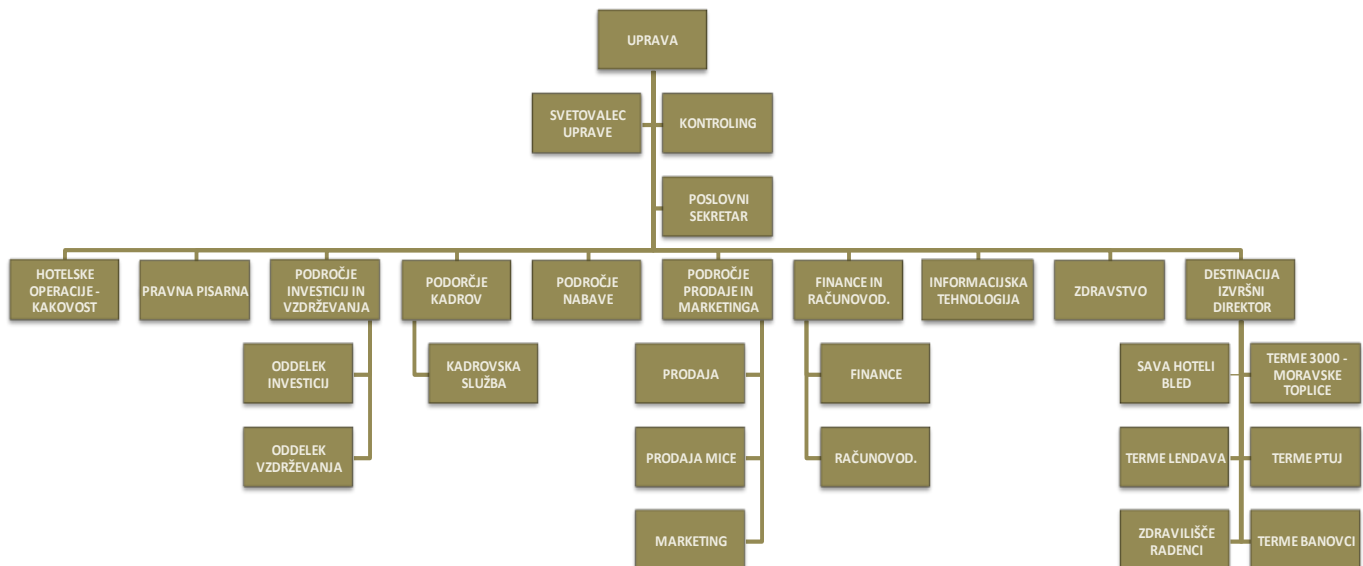 UPRAVA
SVETOVALEC
UPRAVE
KONTROLING
POSLOVNI
SEKRETAR
HOTELSKE
OPERACIJE -
KAKOVOST
PRAVNA PISARNA
PODROČJE
INVESTICIJ IN
VZDRŽEVANJA
PODORČJE
KADROV
PODROČJE
NABAVE
PODROČJE
PRODAJE IN
MARKETINGA
FINANCE IN
RAČUNOVOD.
INFORMACIJSKA
TEHNOLOGIJA
ZDRAVSTVO
DESTINACIJA
IZVRŠNI
DIREKTOR
ODDELEK
INVESTICIJ
KADROVSKA
SLUŽBA
PRODAJA
FINANCE
SAVA HOTELI
BLED
TERME 3000 -
MORAVSKE
TOPLICE
ODDELEK
VZDRŽEVANJA
PRODAJA MICE
RAČUNOVOD.
TERME LENDAVA
TERME PTUJ
MARKETING
ZDRAVILIŠČE
RADENCI
TERME BANOVCI